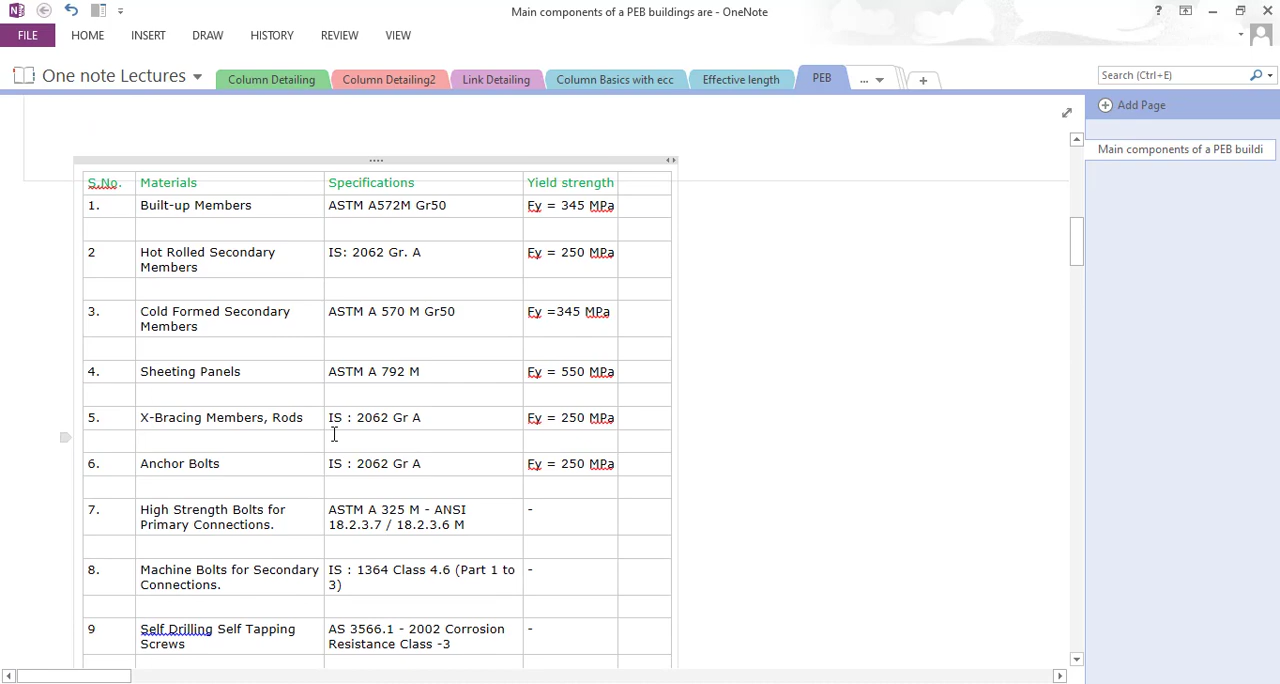 Main components of a PEB buildings are - OneNote
FILE HOME INSERT DRAW HISTORY REVIEW VIEW
One note Lectures Column Detailing Column Detailing2 Link Detailing Column Basics with ecc Effective length PEB ... + Search (Ctrl+E)
Add Page
Main components of a PEB buildi
S.No. Materials Specifications Yield strength
1. Built-up Members ASTM A572M Gr50 Fy = 345 MPa
2 Hot Rolled Secondary IS: 2062 Gr. A Fy = 250 MPa
Members
3. Cold Formed Secondary ASTM A 570 M Gr50 Fy =345 MPa
Members
4. Sheeting Panels ASTM A 792 M Fy = 550 MPa
5. X-Bracing Members, Rods IS : 2062 Gr A Fy = 250 MPa
6. Anchor Bolts IS : 2062 Gr A Fy = 250 MPa
7. High Strength Bolts for ASTM A 325 M - ANSI -
Primary Connections. 18.2.3.7 / 18.2.3.6 M
8. Machine Bolts for Secondary IS : 1364 Class 4.6 (Part 1 to -
Connections. 3)
9 Self Drilling Self Tapping AS 3566.1 - 2002 Corrosion -
Screws Resistance Class -3